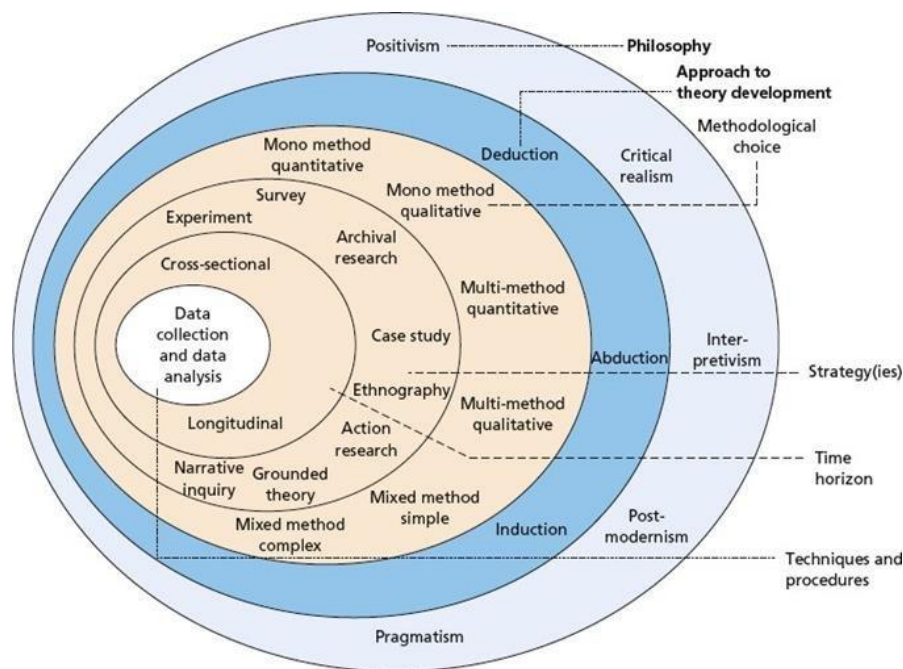 Positivism
Philosophy
Approach to
theory development
Methodological
choice
Mono method
quantitative
Deduction
Critical
realism
Survey
Mono method
qualitative
Experiment
Archival
research
Cross-sectional
Multi-method
quantitative
Data
collection
and data
analysis
Case study
Abduction
Inter-
pretivism
Strategy(ies)
Ethnography
Multi-method
qualitative
Longitudinal
Action
research
Time
horizon
Narrative
inquiry
Grounded
theory
Mixed method
simple
Mixed method
complex
Induction
Post-
modernism
Techniques and
procedures
Pragmatism